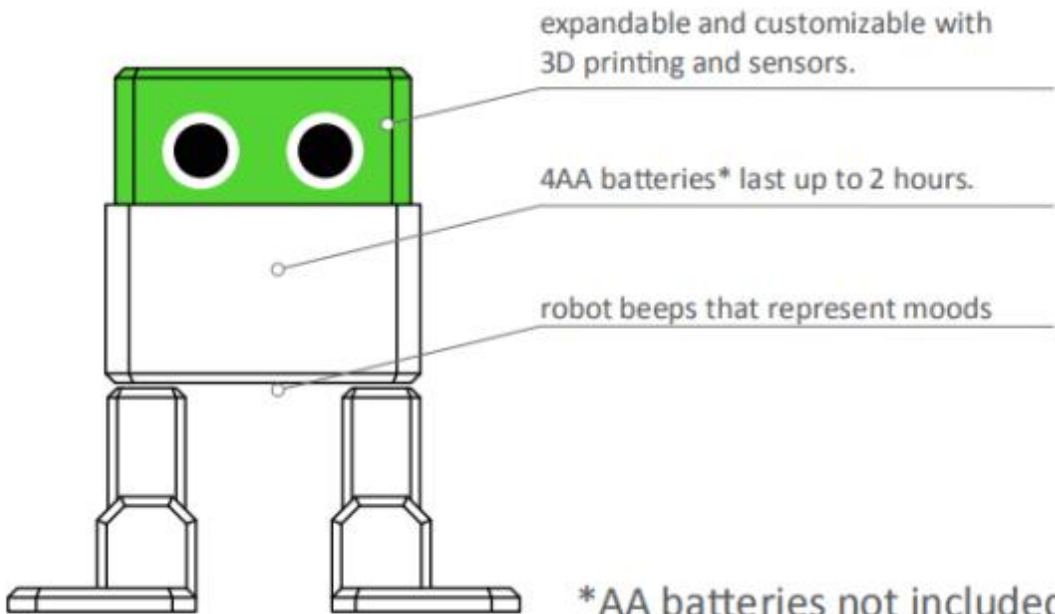 expandable and customizable with
3D printing and sensors.
4AA batteries* last up to 2 hours.
robot beeps that represent moods
*AA batteries not included